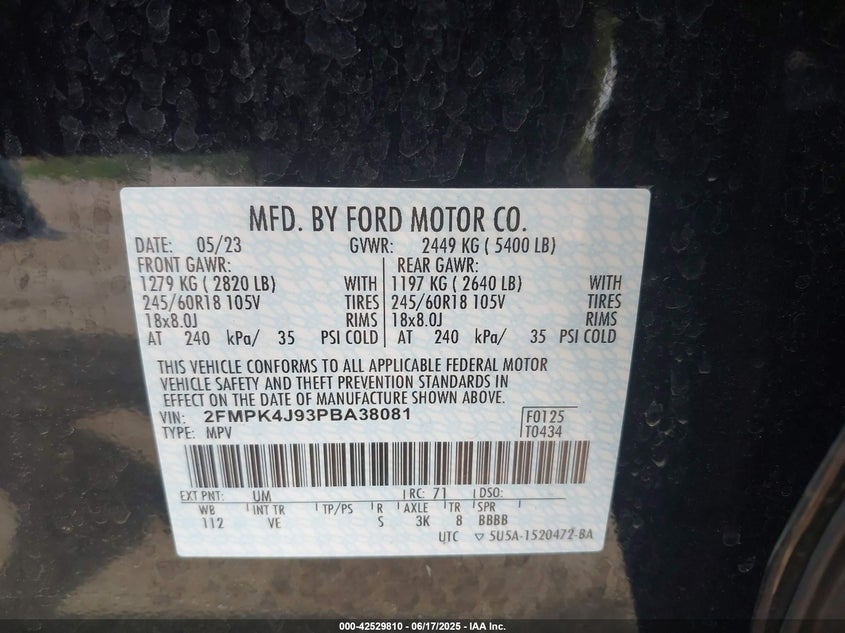 MFD. BY FORD MOTOR CO.
DATE: 05/23 GVWR: 2449 KG ( 5400 LB)
FRONT GAWR: REAR GAWR:
1279 KG ( 2820 LB) WITH 1197 KG ( 2640 LB) WITH
245/60R18 105V TIRES 245/60R18 105V TIRES
18x8.0J RIMS 18x8.0J RIMS
AT 240 kPa/ 35 PSI COLD AT 240 kPa/ 35 PSI COLD
THIS VEHICLE CONFORMS TO ALL APPLICABLE FEDERAL MOTOR
VEHICLE SAFETY AND THEFT PREVENTION STANDARDS IN
EFFECT ON THE DATE OF MANUFACTURE SHOWN ABOVE.
VIN: 2FMPK4J93PBA38081 F0125
TYPE: MPV T0434
EXT PNT: UM RC: 71 DSO:
WB INT TR TP/PS R AXLE TR SPR
112 VE S 3K 8 BBBB
UTC ▽ 5U5A-1520472-BA
000-42529810 - 06/17/2025 - IAA Inc.